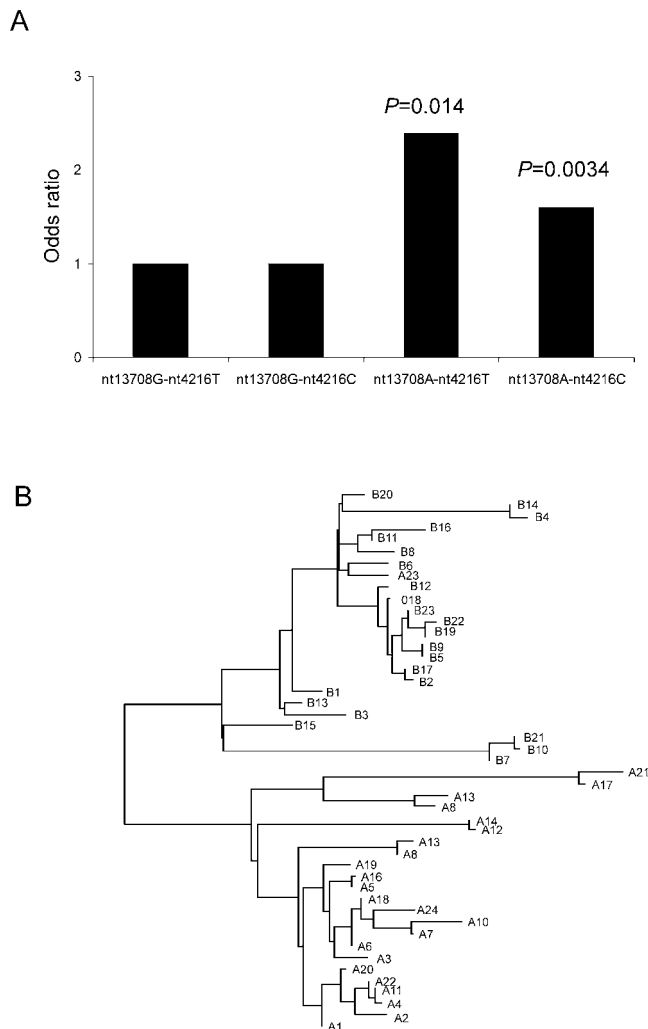 A
3
P=0.014
2
P=0.0034
Odds ratio
1
0
nt13708G-nt4216T nt13708G-nt4216C nt13708A-nt4216T nt13708A-nt4216C
B
B20
B14
B4
B16
B11
B8
B6
A23
B12
018
B23
B22
B19
B9
B5
B17
B2
B1
B13
B3
B15
B21
B10
B7
A21
A17
A13
A8
A14
A12
A13
A8
A19
A16
A5
A18
A24
A10
A7
A6
A3
A20
A22
A11
A4
A2
A1